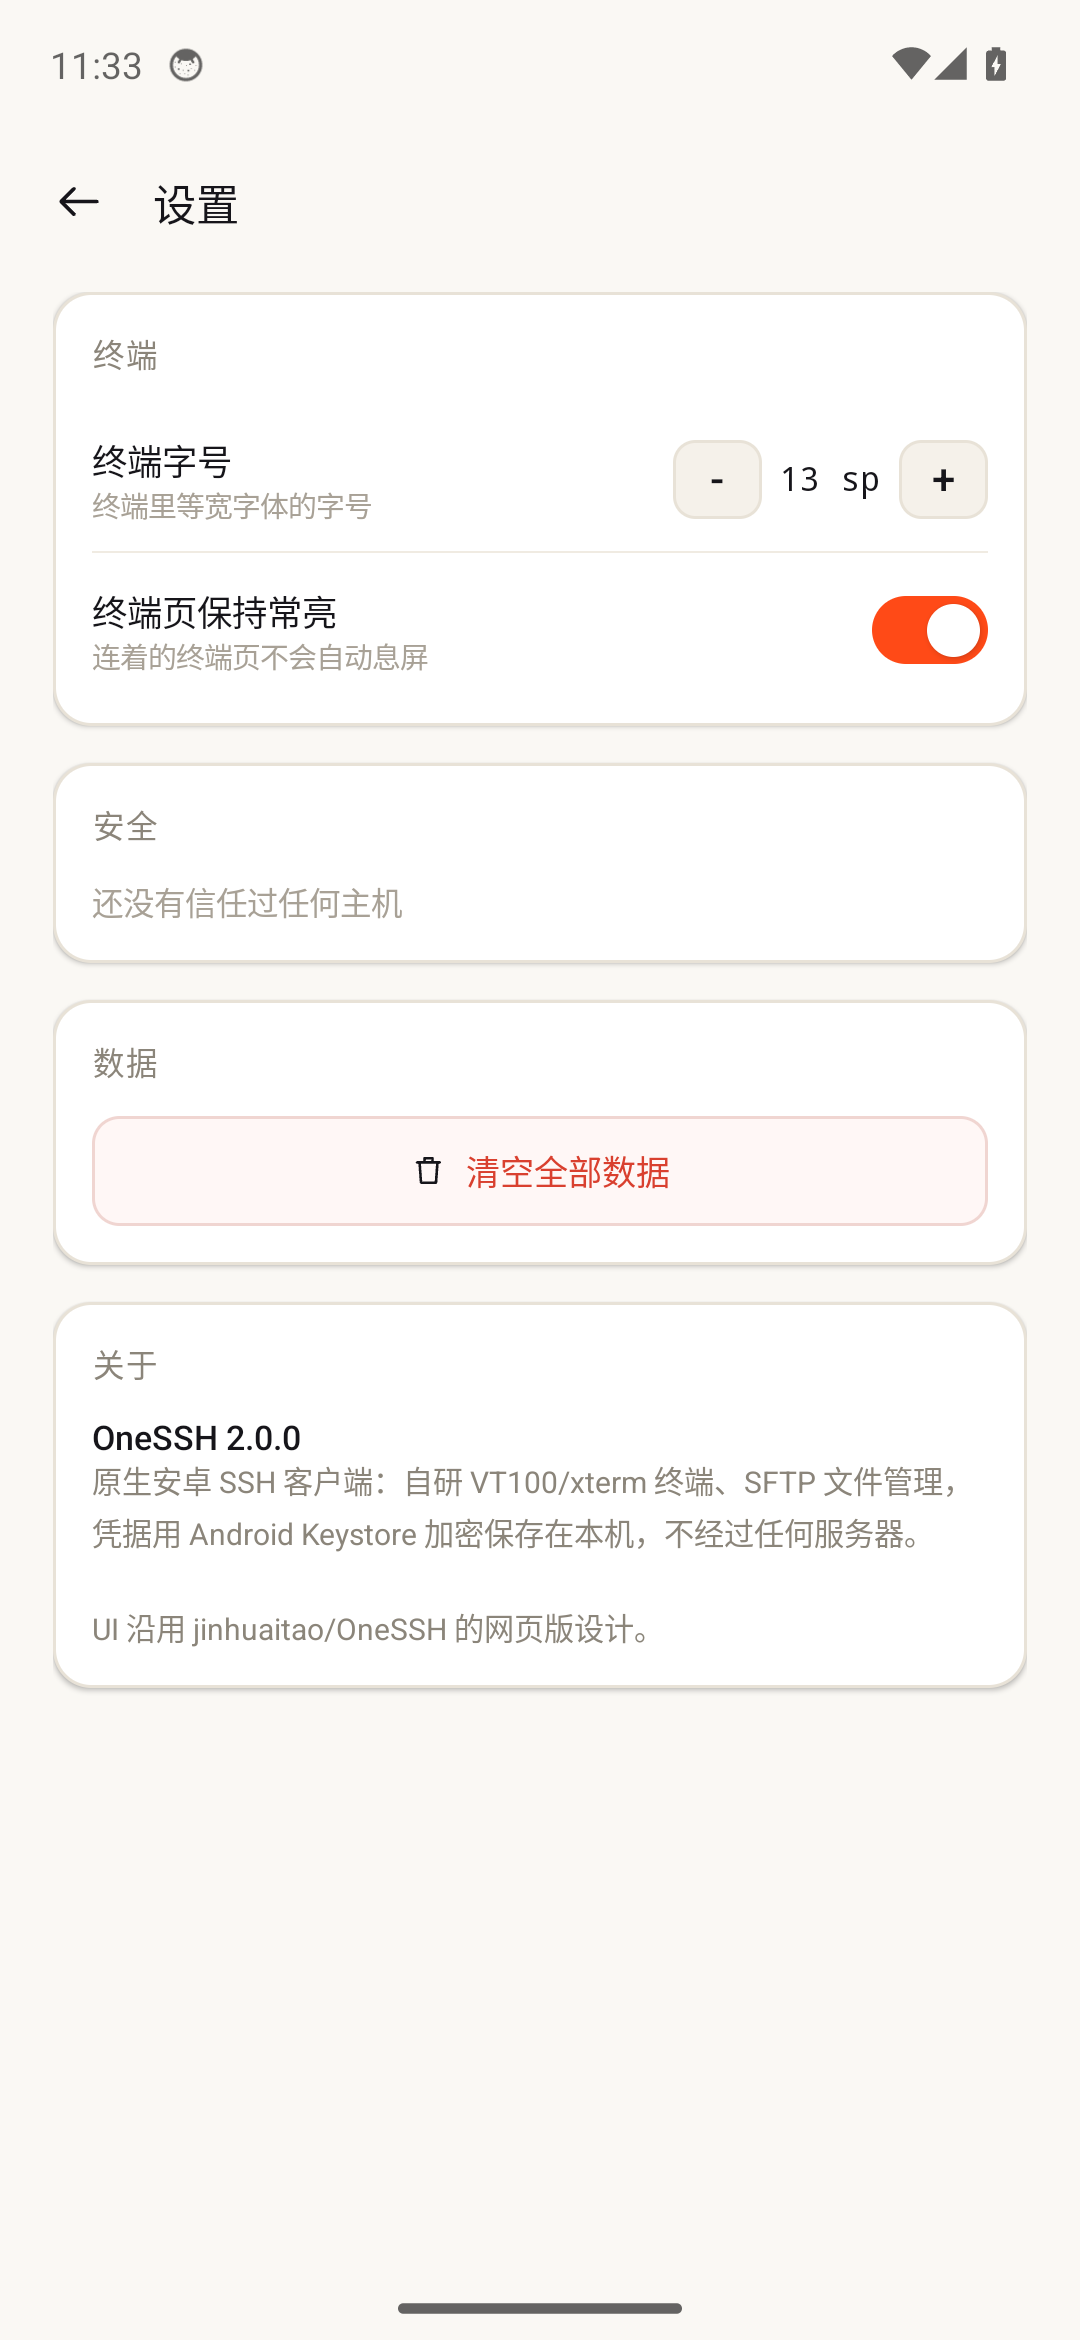 11:33
设置
终端
终端字号
终端里等宽字体的字号
- 13 sp +
终端页保持常亮
连着的终端页不会自动息屏
安全
还没有信任过任何主机
数据
清空全部数据
关于
OneSSH 2.0.0
原生安卓 SSH 客户端：自研 VT100/xterm 终端、SFTP 文件管理，
凭据用 Android Keystore 加密保存在本机，不经过任何服务器。
UI 沿用 jinhuaitao/OneSSH 的网页版设计。